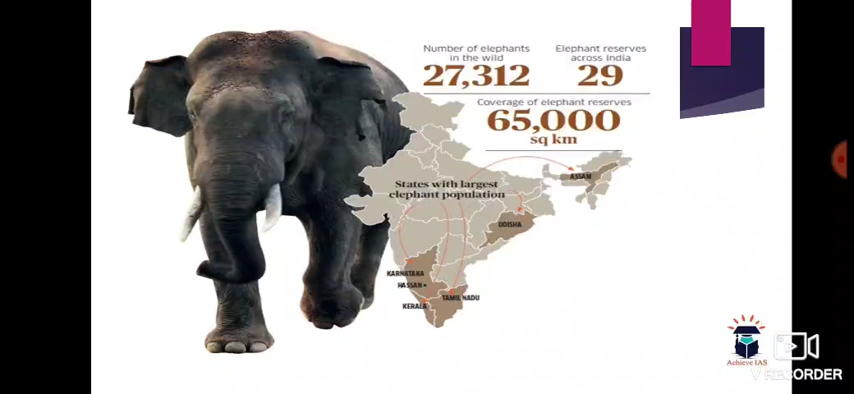 Number of elephants
in the wild
27,312
Elephant reserves
across India
29
Coverage of elephant reserves
65,000
sq km
States with largest
elephant population
ASSAM
ODISHA
KARNATAKA
HASSAN
TAMIL NADU
KERALA
Achieve IAS
V RECORDER